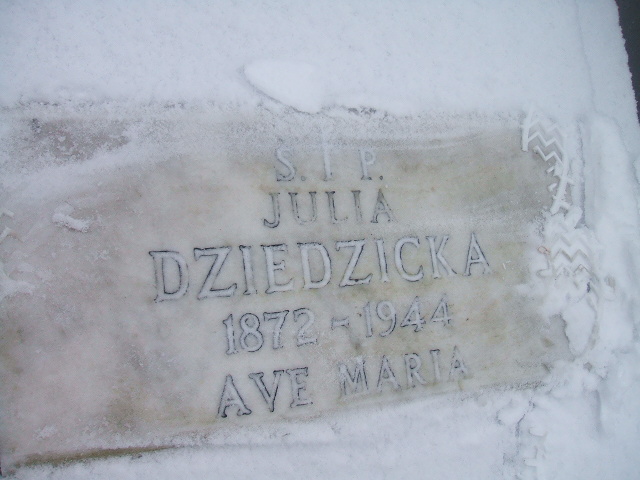 S. † P.
JULIA
DZIEDZICKA
1872 - 1944
AVE MARIA